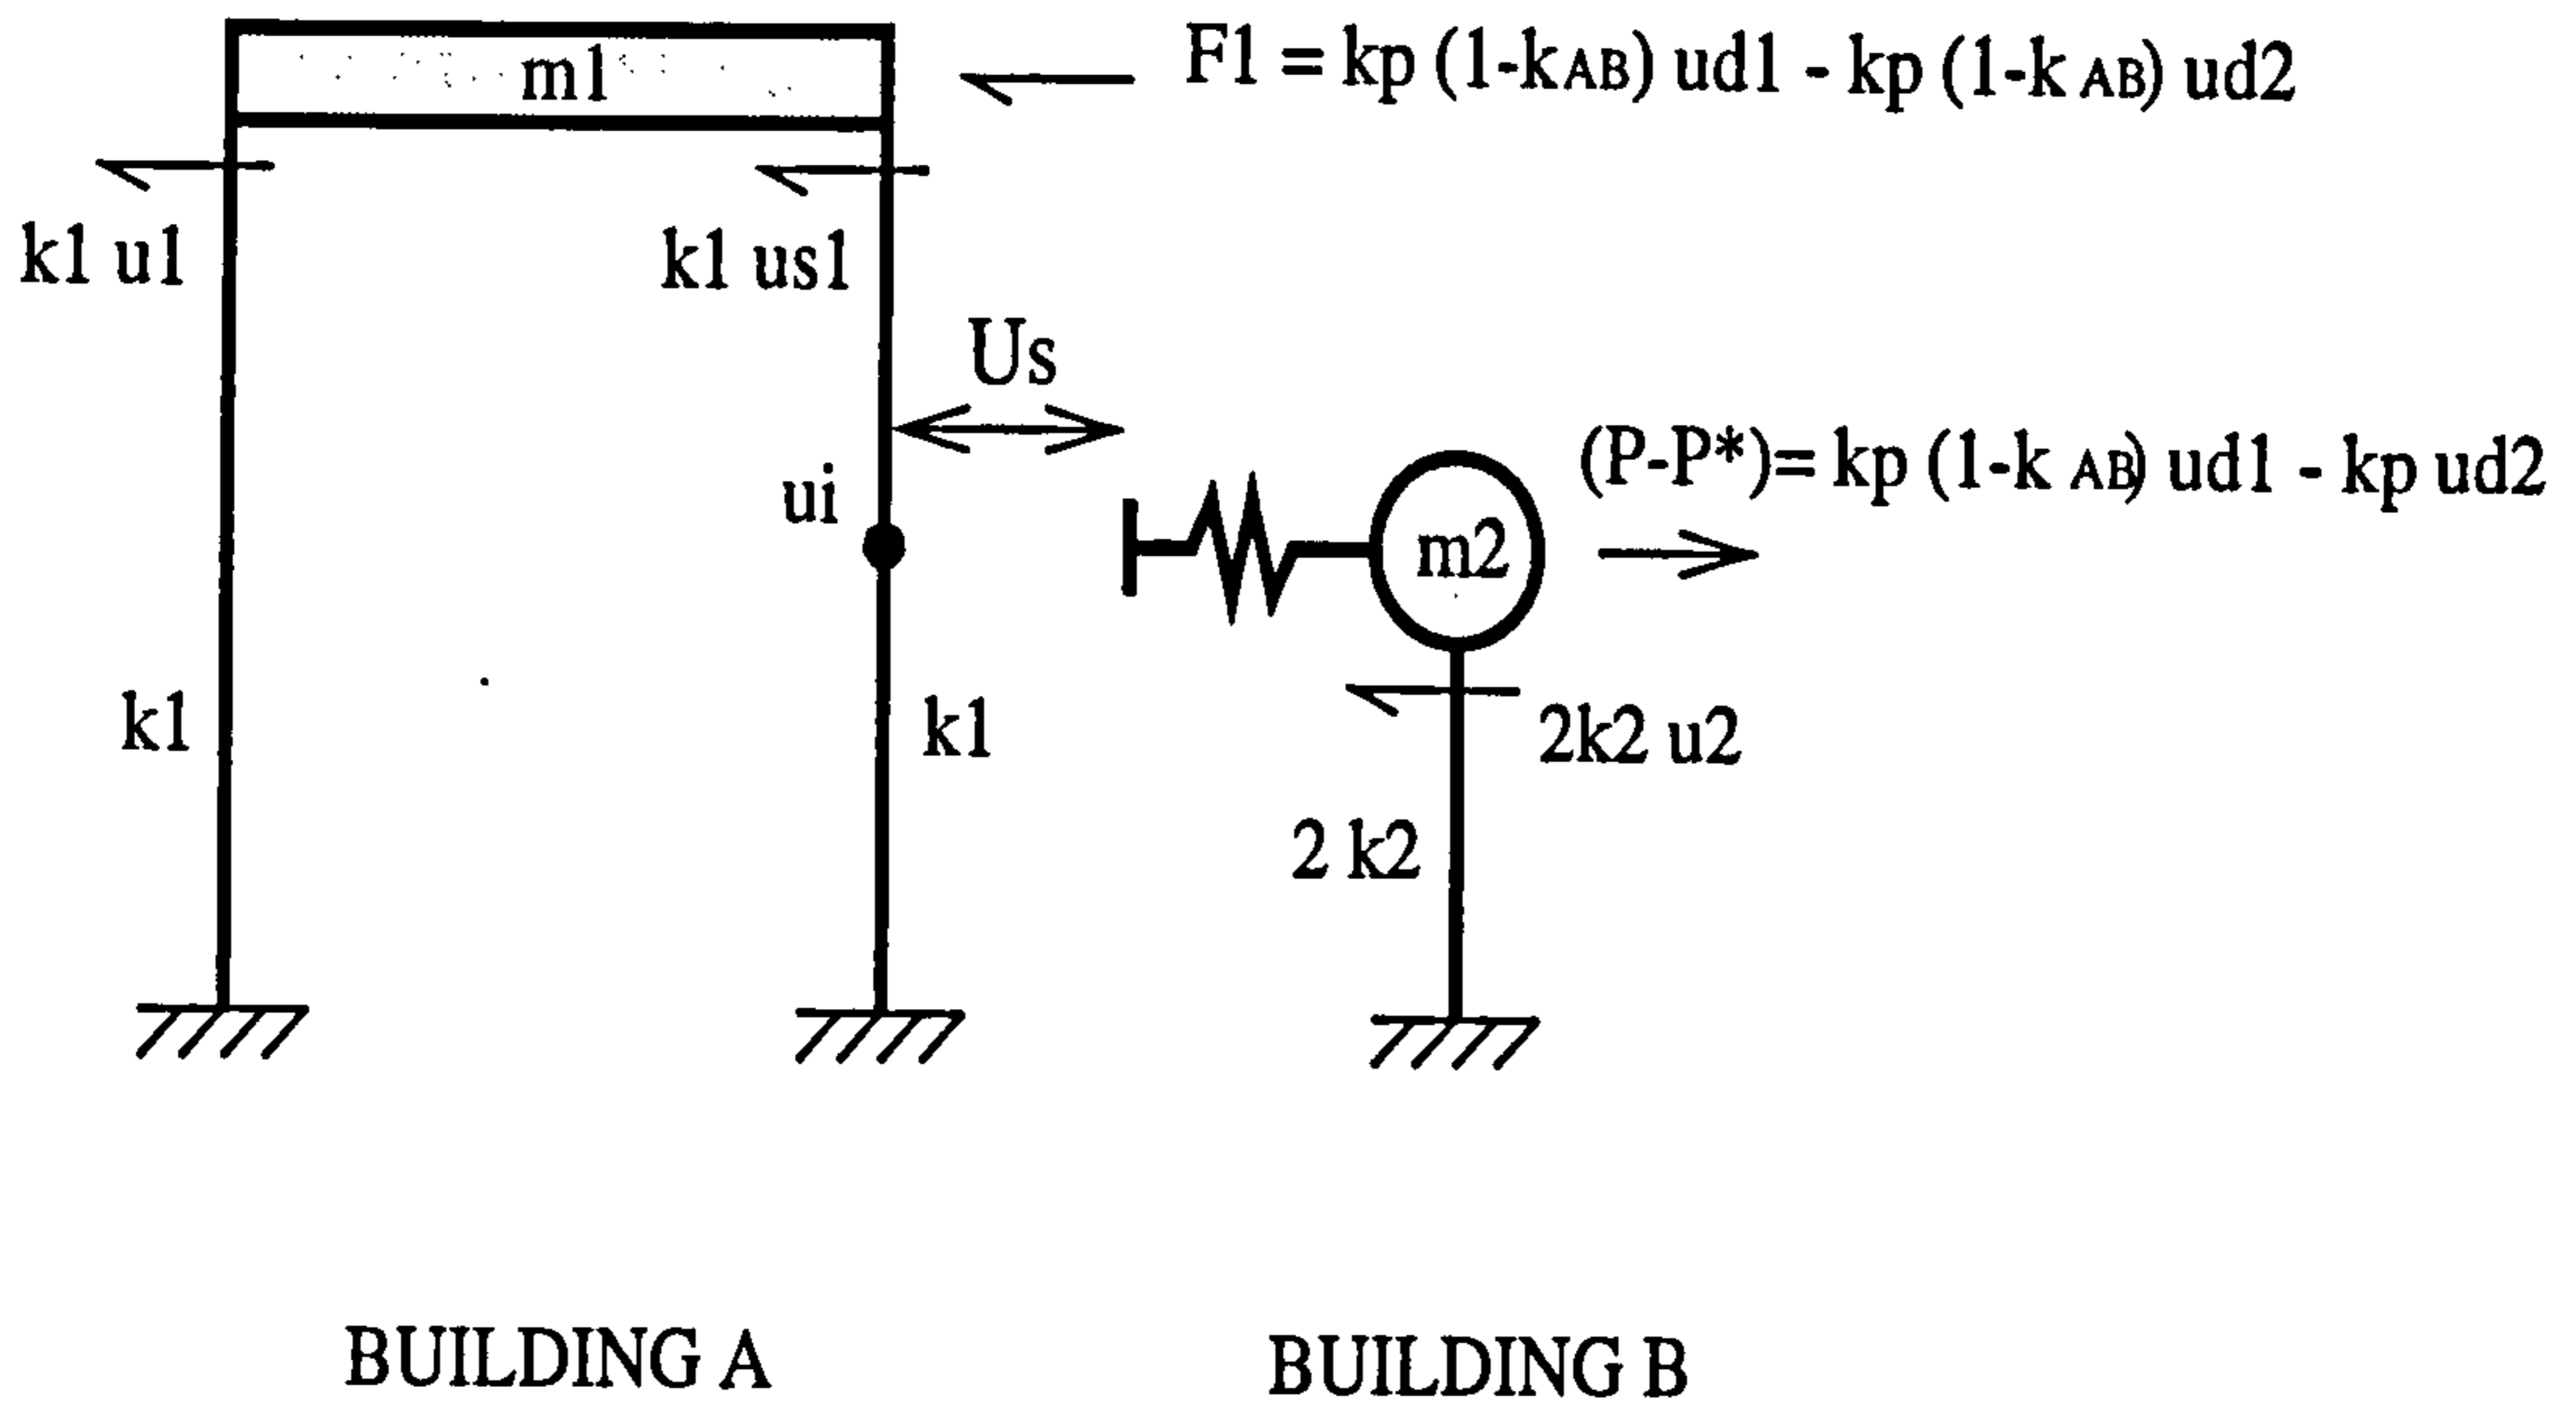 m1
F1 = kp (1-kAB) ud1 - kp (1-k AB) ud2
k1 u1
k1 us1
Us
(P-P*)= kp (1-k AB) ud1 - kp ud2
ui
m2
k1
k1
2k2 u2
2 k2
BUILDING A
BUILDING B